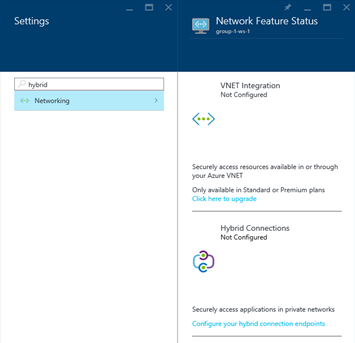 Settings
hybrid
Networking
Network Feature Status
group-1-ws-1
VNET Integration
Not Configured
Securely access resources available in or through
your Azure VNET
Only available in Standard or Premium plans
Click here to upgrade
Hybrid Connections
Not Configured
Securely access applications in private networks
Configure your hybrid connection endpoints